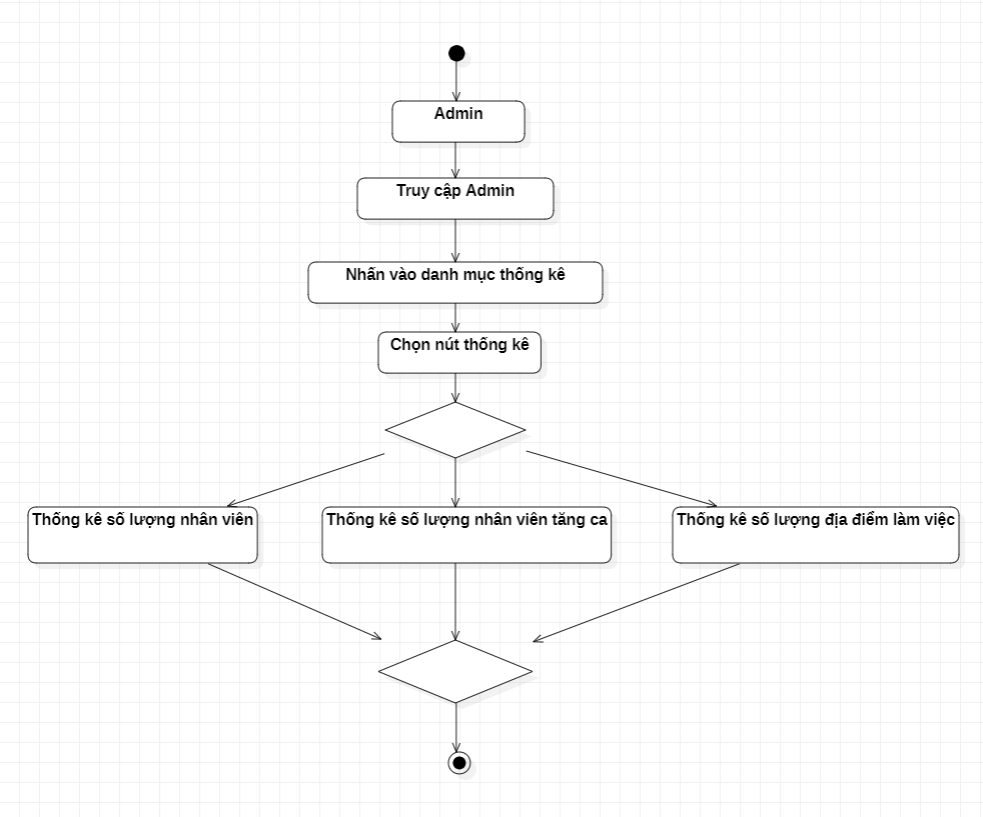 Admin
Truy cập Admin
Nhấn vào danh mục thống kê
Chọn nút thống kê
Thống kê số lượng nhân viên
Thống kê số lượng nhân viên tăng ca
Thống kê số lượng địa điểm làm việc